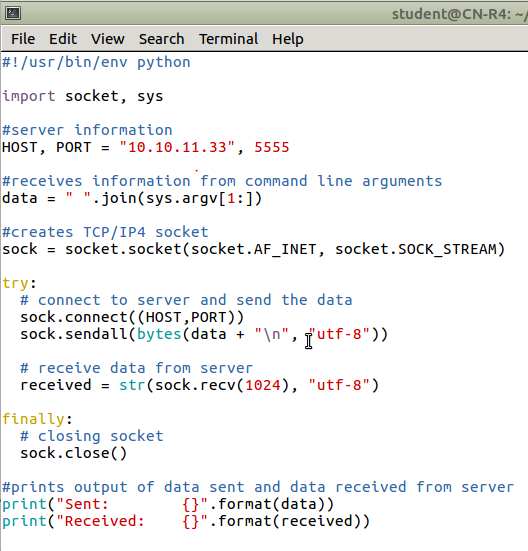 student@CN-R4: ~/
File Edit View Search Terminal Help
#!/usr/bin/env python
import socket, sys
#server information
HOST, PORT = "10.10.11.33", 5555
#receives information from command line arguments
data = " ".join(sys.argv[1:])
#creates TCP/IP4 socket
sock = socket.socket(socket.AF_INET, socket.SOCK_STREAM)
try:
  # connect to server and send the data
  sock.connect((HOST,PORT))
  sock.sendall(bytes(data + "\n", "utf-8"))
  # receive data from server
  received = str(sock.recv(1024), "utf-8")
finally:
  # closing socket
  sock.close()
#prints output of data sent and data received from server
print("Sent:        {}".format(data))
print("Received:    {}".format(received))